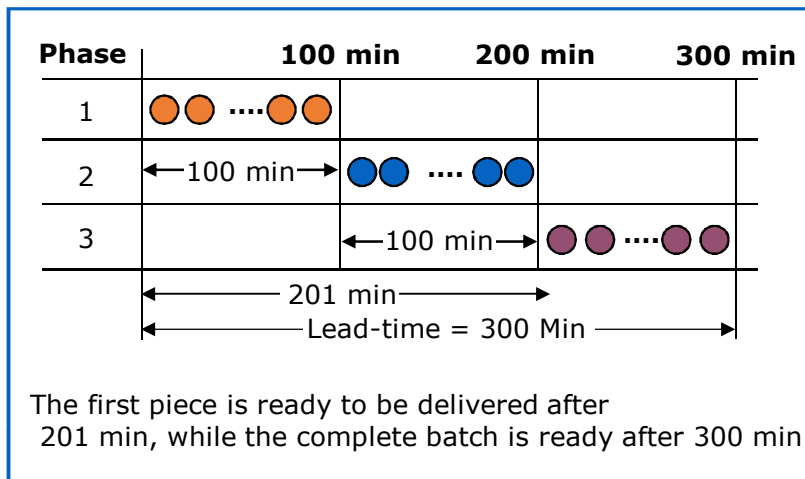 Phase 100 min 200 min 300 min
1 ....
2 100 min ....
3 100 min ....
201 min
Lead-time = 300 Min
The first piece is ready to be delivered after
201 min, while the complete batch is ready after 300 min